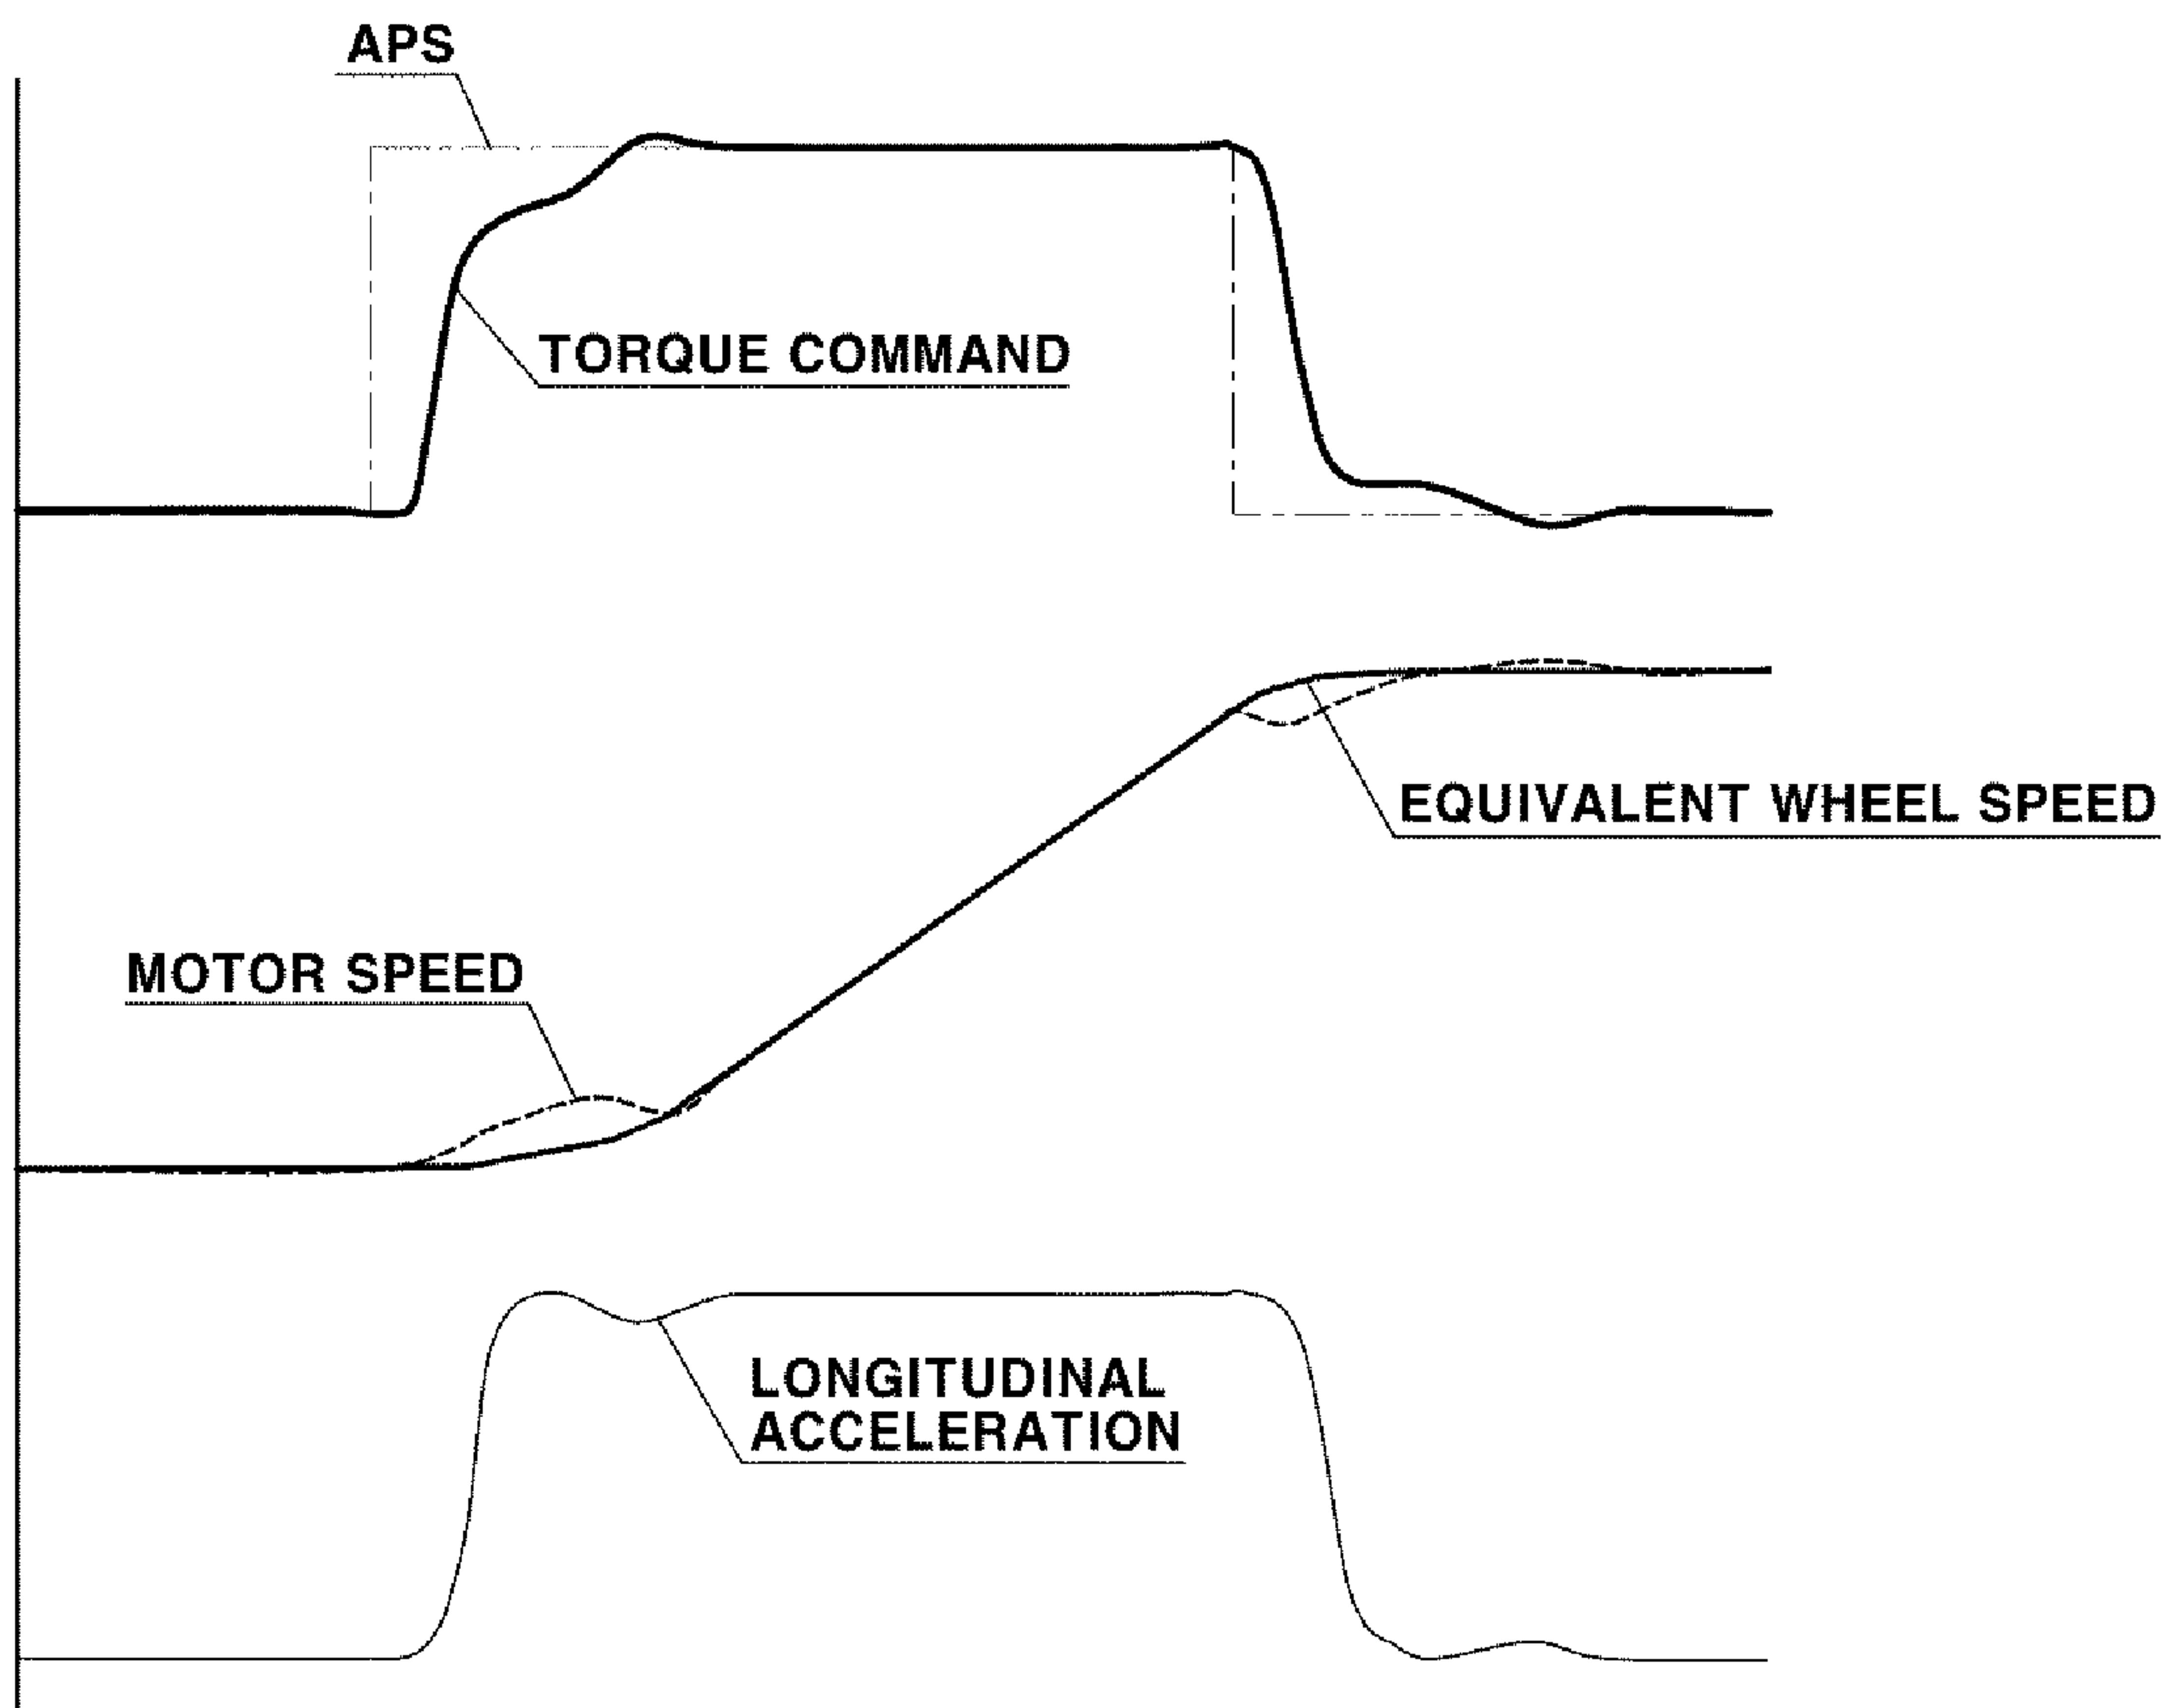 APS
TORQUE COMMAND
EQUIVALENT WHEEL SPEED
MOTOR SPEED
LONGITUDINAL
ACCELERATION